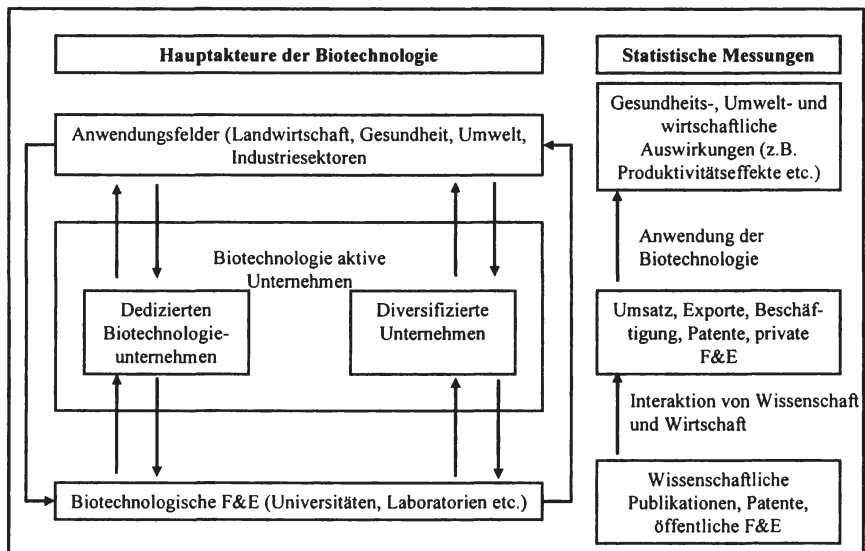 Hauptakteure der Biotechnologie
Anwendungsfelder (Landwirtschaft, Gesundheit, Umwelt,
Industriesektoren
Biotechnologie aktive
Unternehmen
Dedizierten
Biotechnologie-
unternehmen
Diversifizierte
Unternehmen
Biotechnologische F&E (Universitäten, Laboratorien etc.)
Statistische Messungen
Gesundheits-, Umwelt- und
wirtschaftliche
Auswirkungen (z.B.
Produktivitätseffekte etc.)
Anwendung der
Biotechnologie
Umsatz, Exporte, Beschäf-
tigung, Patente, private
F&E
Interaktion von Wissenschaft
und Wirtschaft
Wissenschaftliche
Publikationen, Patente,
öffentliche F&E